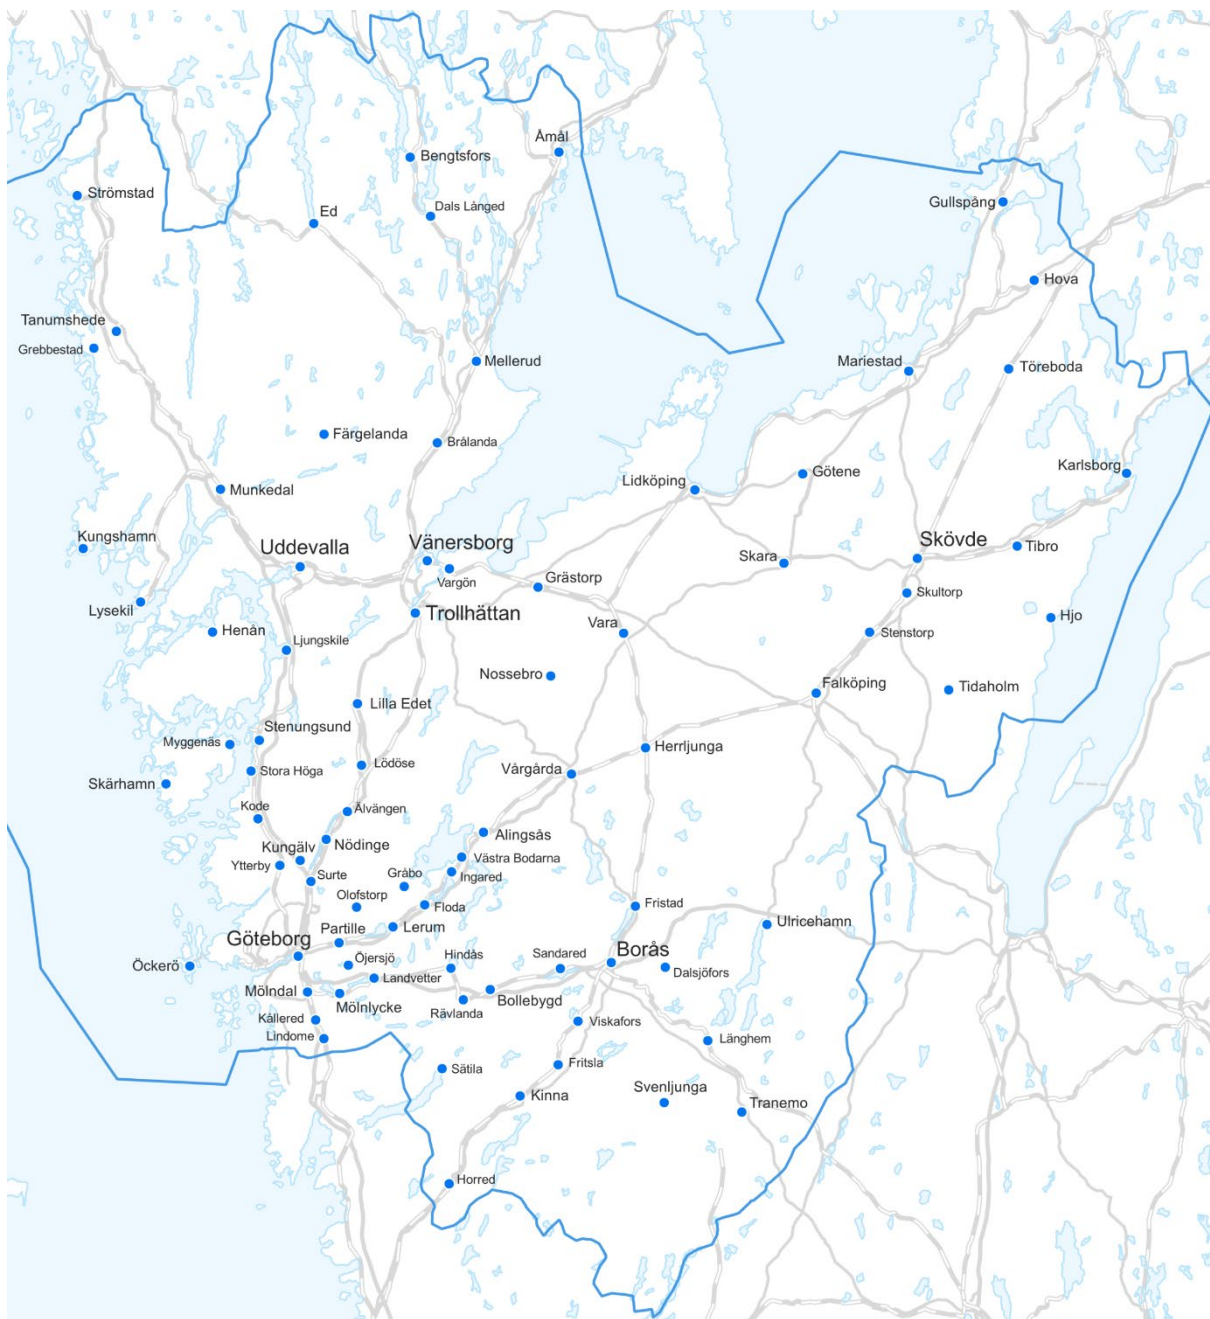 Åmål
Bengtsfors
Strömstad
Gullspång
Dals Långed
Ed
Hova
Tanumshede
Grebbestad
Mellerud
Mariestad
Töreboda
Färgelanda
Brålanda
Karlsborg
Götene
Lidköping
Munkedal
Kungshamn
Uddevalla
Vänersborg
Skövde
Tibro
Skara
Vargön
Grästorp
Skultorp
Lysekil
Trollhättan
Hjo
Henån
Vara
Stenstorp
Ljungskile
Nossebro
Falköping
Tidaholm
Lilla Edet
Stenungsund
Myggenäs
Herrljunga
Lödöse
Stora Höga
Vårgårda
Skärhamn
Kode
Älvängen
Alingsås
Nödinge
Kungälv
Västra Bodarna
Ytterby
Ingared
Surte
Gråbo
Olofstorp
Floda
Fristad
Ulricehamn
Partille
Lerum
Göteborg
Borås
Hindås
Sandared
Öjersjö
Öckerö
Dalsjöfors
Landvetter
Mölndal
Mölnlycke
Bollebygd
Rävlanda
Kållered
Viskafors
Lindome
Länghem
Sätila
Fritsla
Svenljunga
Kinna
Tranemo
Horred